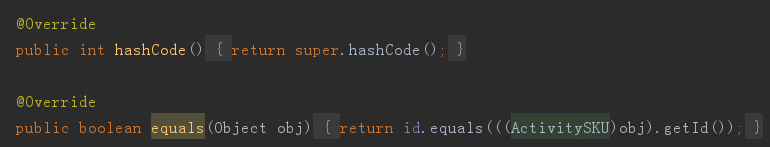 @Override
public int hashCode() { return super.hashCode(); }
@Override
public boolean equals(Object obj) { return id.equals(((ActivitySKU)obj).getId()); }